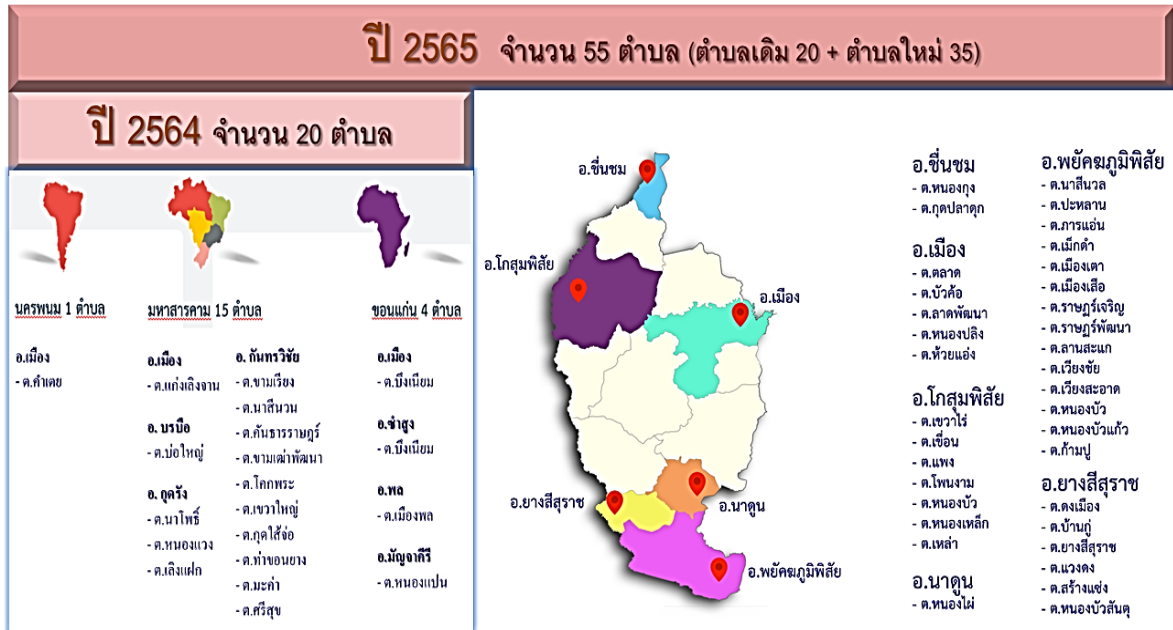 ปี 2565 จำนวน 55 ตำบล (ตำบลเดิม 20 + ตำบลใหม่ 35)
ปี 2564 จำนวน 20 ตำบล
นครพนม 1 ตำบล
อ.เมือง
- ต.คำเตย
มหาสารคาม 15 ตำบล
อ.เมือง
- ต.แก่งเลิงจาน
อ. บรบือ
- ต.บ่อใหญ่
อ. กุดรัง
- ต.นาโพธิ์
- ต.หนองแวง
- ต.เลิงแฝก
อ. กันทรวิชัย
- ต.ขามเรียง
- ต.นาสีนวน
- ต.คันธารราษฎร์
- ต.ขามเฒ่าพัฒนา
- ต.โคกพระ
- ต.เขวาใหญ่
- ต.กุดใส้จ่อ
- ต.ท่าขอนยาง
- ต.มะค่า
- ต.ศรีสุข
ขอนแก่น 4 ตำบล
อ.เมือง
- ต.บึงเนียม
อ.ซำสูง
- ต.บึงเนียม
อ.พล
- ต.เมืองพล
อ.มัญจาคีรี
- ต.หนองแปน
อ.ชื่นชม
อ.โกสุมพิสัย
อ.เมือง
อ.ยางสีสุราช
อ.นาดูน
อ.พยัคฆภูมิพิสัย
อ.ชื่นชม
- ต.หนองกุง
- ต.กุดปลาดุก
อ.เมือง
- ต.ตลาด
- ต.บัวค้อ
- ต.ลาดพัฒนา
- ต.หนองปลิง
- ต.ห้วยแอ่ง
อ.โกสุมพิสัย
- ต.เขวาไร่
- ต.เขื่อน
- ต.แพง
- ต.โพนงาม
- ต.หนองบัว
- ต.หนองเหล็ก
- ต.เหล่า
อ.นาดูน
- ต.หนองไผ่
อ.พยัคฆภูมิพิสัย
- ต.นาสีนวล
- ต.ปะหลาน
- ต.ภารแอ่น
- ต.เม็กดำ
- ต.เมืองเตา
- ต.เมืองเสือ
- ต.ราษฎร์เจริญ
- ต.ราษฎร์พัฒนา
- ต.ลานสะแก
- ต.เวียงชัย
- ต.เวียงสะอาด
- ต.หนองบัว
- ต.หนองบัวแก้ว
- ต.ก้ามปู
อ.ยางสีสุราช
- ต.ดงเมือง
- ต.บ้านกู่
- ต.ยางสีสุราช
- ต.แวงดง
- ต.สร้างแซ่ง
- ต.หนองบัวสันตุ